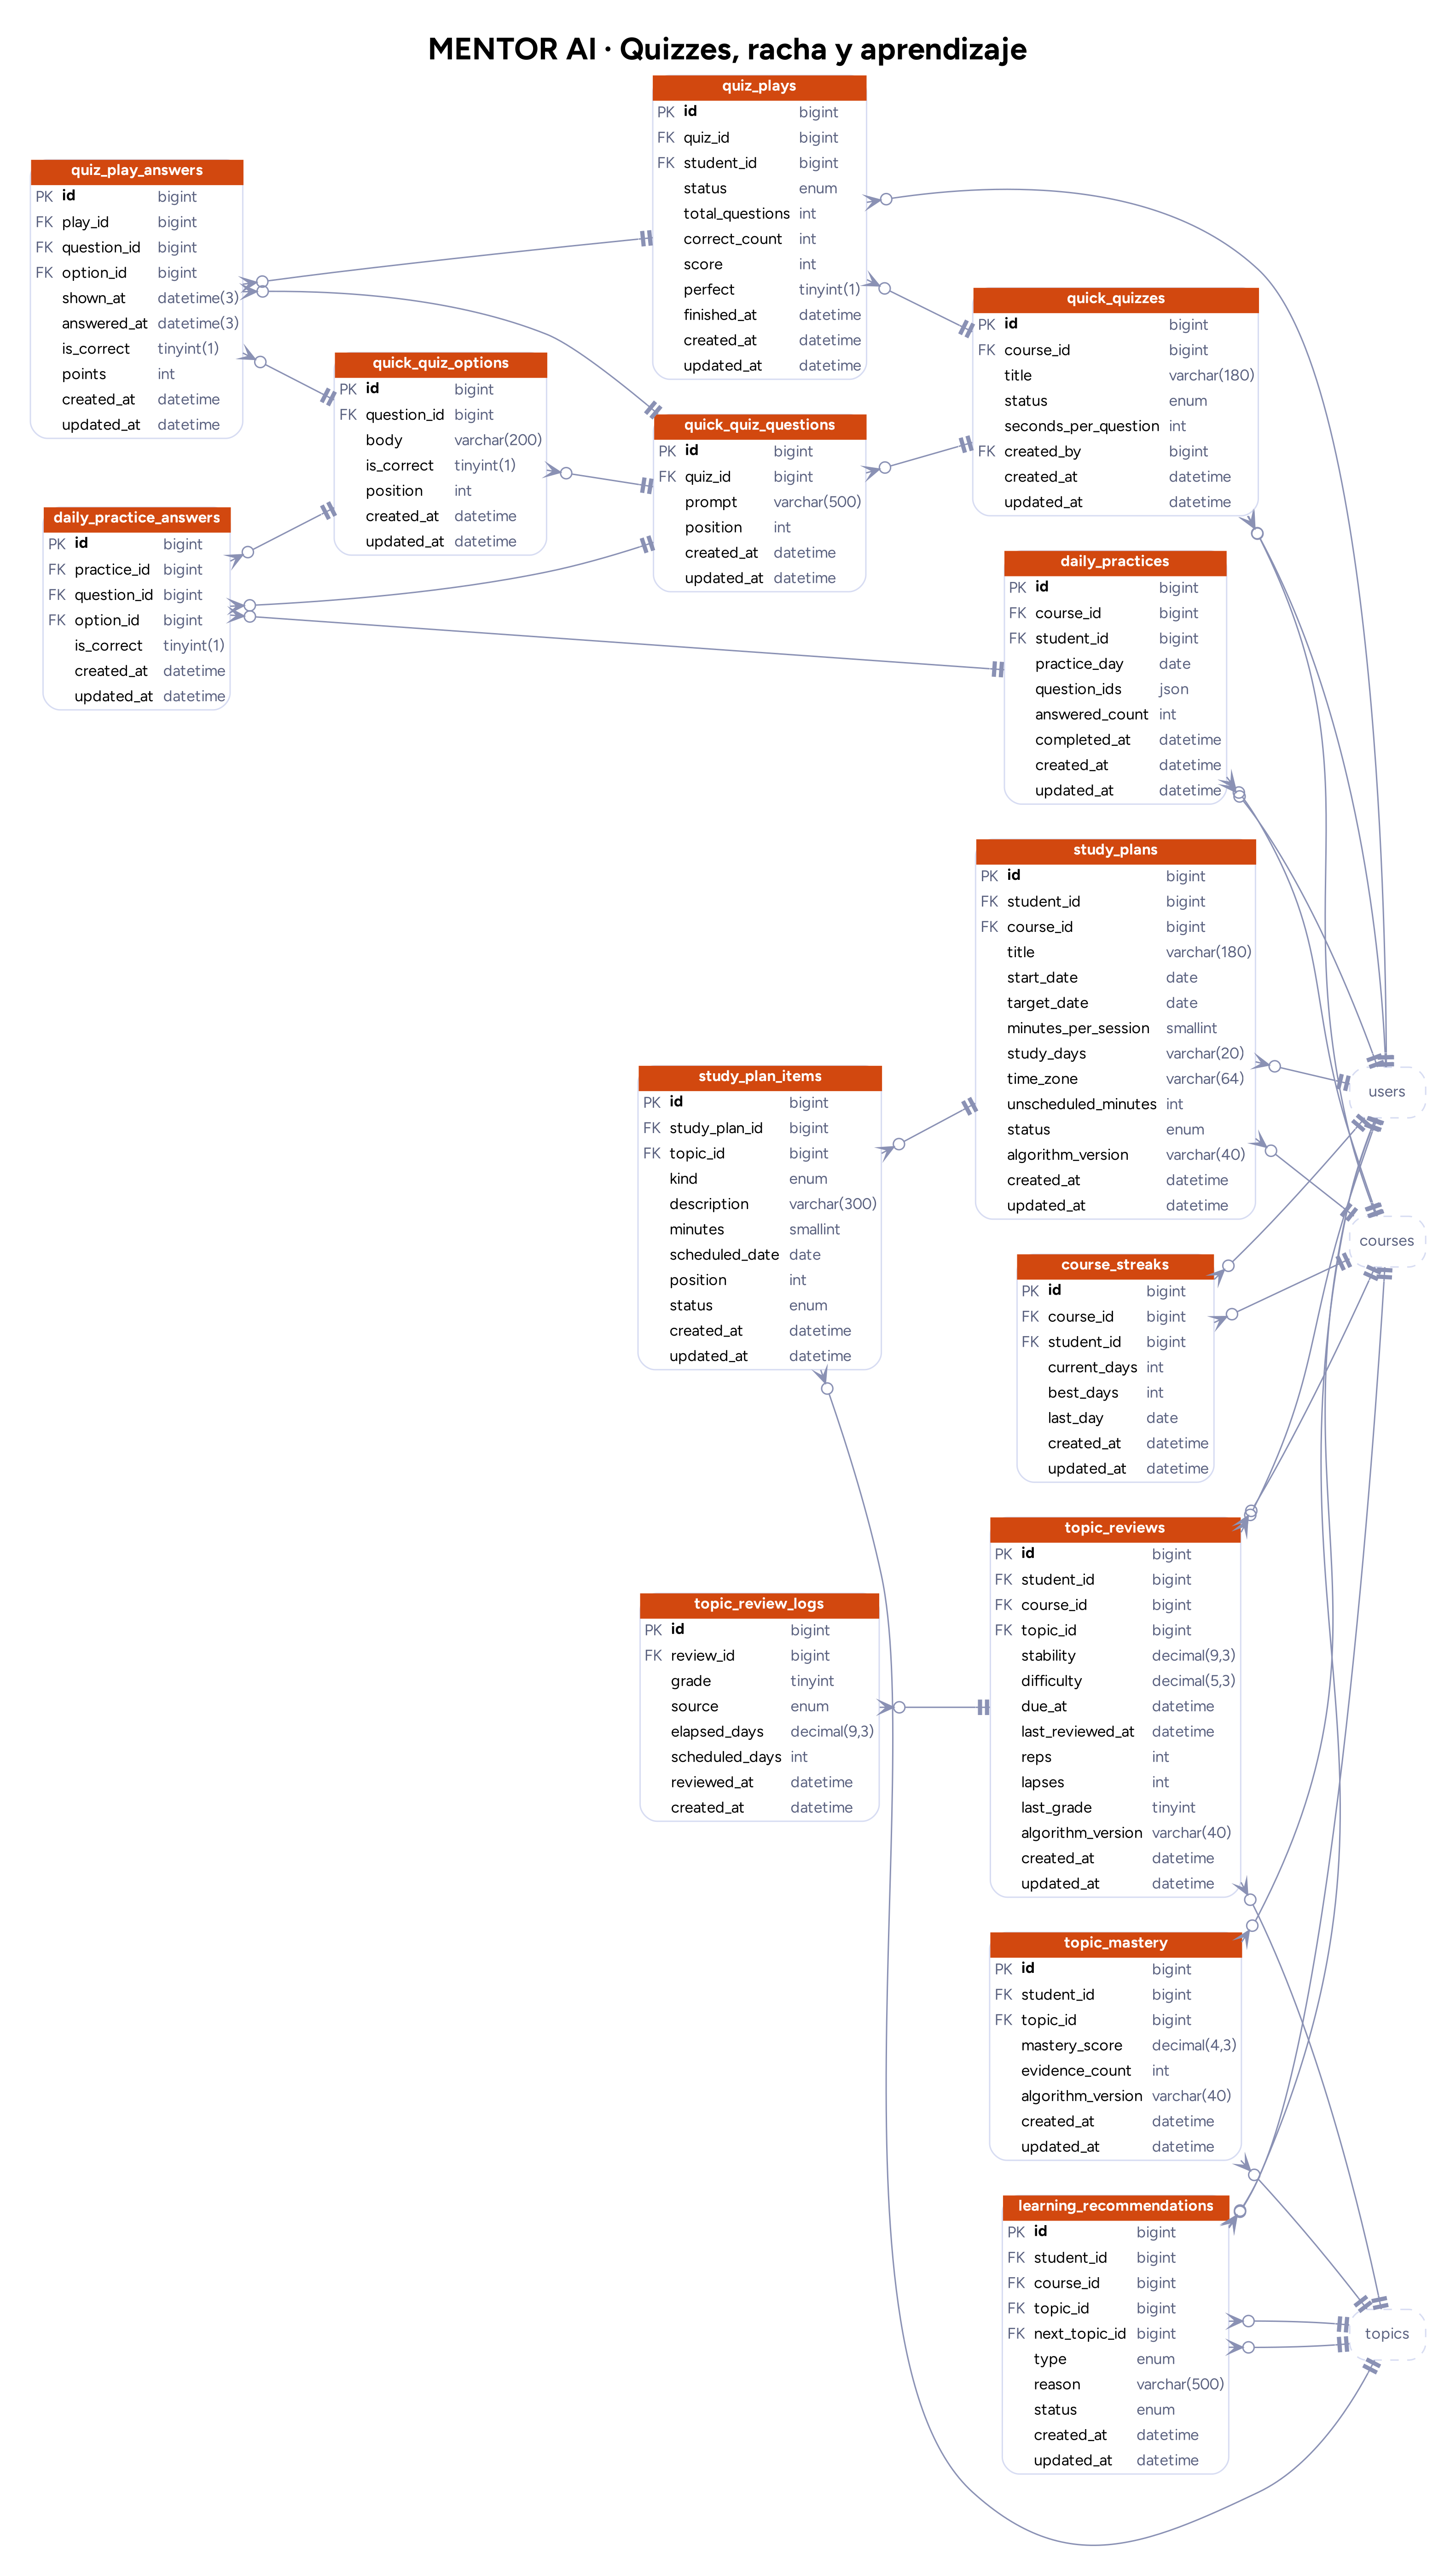 MENTOR AI · Quizzes, racha y aprendizaje
quiz_plays
PK id bigint
FK quiz_id bigint
FK student_id bigint
status enum
total_questions int
correct_count int
score int
perfect tinyint(1)
finished_at datetime
created_at datetime
updated_at datetime
quiz_play_answers
PK id bigint
FK play_id bigint
FK question_id bigint
FK option_id bigint
shown_at datetime(3)
answered_at datetime(3)
is_correct tinyint(1)
points int
created_at datetime
updated_at datetime
quick_quizzes
PK id bigint
FK course_id bigint
title varchar(180)
status enum
seconds_per_question int
FK created_by bigint
created_at datetime
updated_at datetime
quick_quiz_options
PK id bigint
FK question_id bigint
body varchar(200)
is_correct tinyint(1)
position int
created_at datetime
updated_at datetime
quick_quiz_questions
PK id bigint
FK quiz_id bigint
prompt varchar(500)
position int
created_at datetime
updated_at datetime
daily_practice_answers
PK id bigint
FK practice_id bigint
FK question_id bigint
FK option_id bigint
is_correct tinyint(1)
created_at datetime
updated_at datetime
daily_practices
PK id bigint
FK course_id bigint
FK student_id bigint
practice_day date
question_ids json
answered_count int
completed_at datetime
created_at datetime
updated_at datetime
study_plans
PK id bigint
FK student_id bigint
FK course_id bigint
title varchar(180)
start_date date
target_date date
minutes_per_session smallint
study_days varchar(20)
time_zone varchar(64)
unscheduled_minutes int
status enum
algorithm_version varchar(40)
created_at datetime
updated_at datetime
users
study_plan_items
PK id bigint
FK study_plan_id bigint
FK topic_id bigint
kind enum
description varchar(300)
minutes smallint
scheduled_date date
position int
status enum
created_at datetime
updated_at datetime
courses
course_streaks
PK id bigint
FK course_id bigint
FK student_id bigint
current_days int
best_days int
last_day date
created_at datetime
updated_at datetime
topic_reviews
PK id bigint
FK student_id bigint
FK course_id bigint
FK topic_id bigint
stability decimal(9,3)
difficulty decimal(5,3)
due_at datetime
last_reviewed_at datetime
reps int
lapses int
last_grade tinyint
algorithm_version varchar(40)
created_at datetime
updated_at datetime
topic_review_logs
PK id bigint
FK review_id bigint
grade tinyint
source enum
elapsed_days decimal(9,3)
scheduled_days int
reviewed_at datetime
created_at datetime
topic_mastery
PK id bigint
FK student_id bigint
FK topic_id bigint
mastery_score decimal(4,3)
evidence_count int
algorithm_version varchar(40)
created_at datetime
updated_at datetime
learning_recommendations
PK id bigint
FK student_id bigint
FK course_id bigint
FK topic_id bigint
FK next_topic_id bigint
type enum
reason varchar(500)
status enum
created_at datetime
updated_at datetime
topics